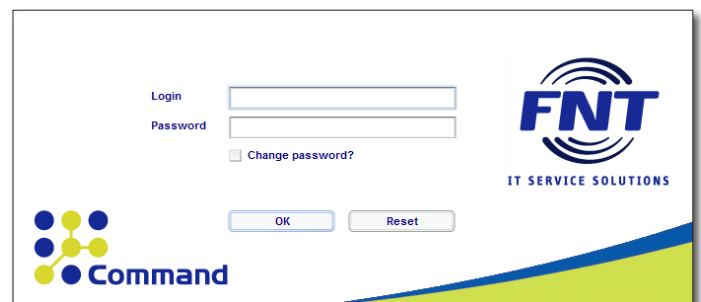 Login
Password
Change password?
FNT
IT SERVICE SOLUTIONS
OK Reset
Command